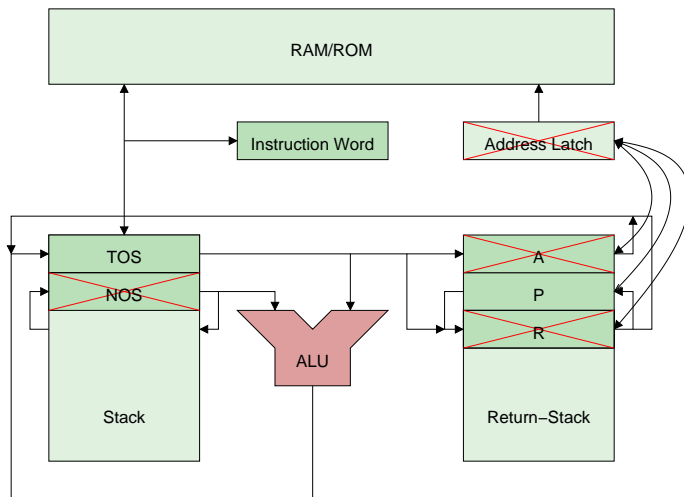 RAM/ROM
Instruction Word
Address Latch
TOS
A
NOS
P
R
ALU
Stack
Return−Stack